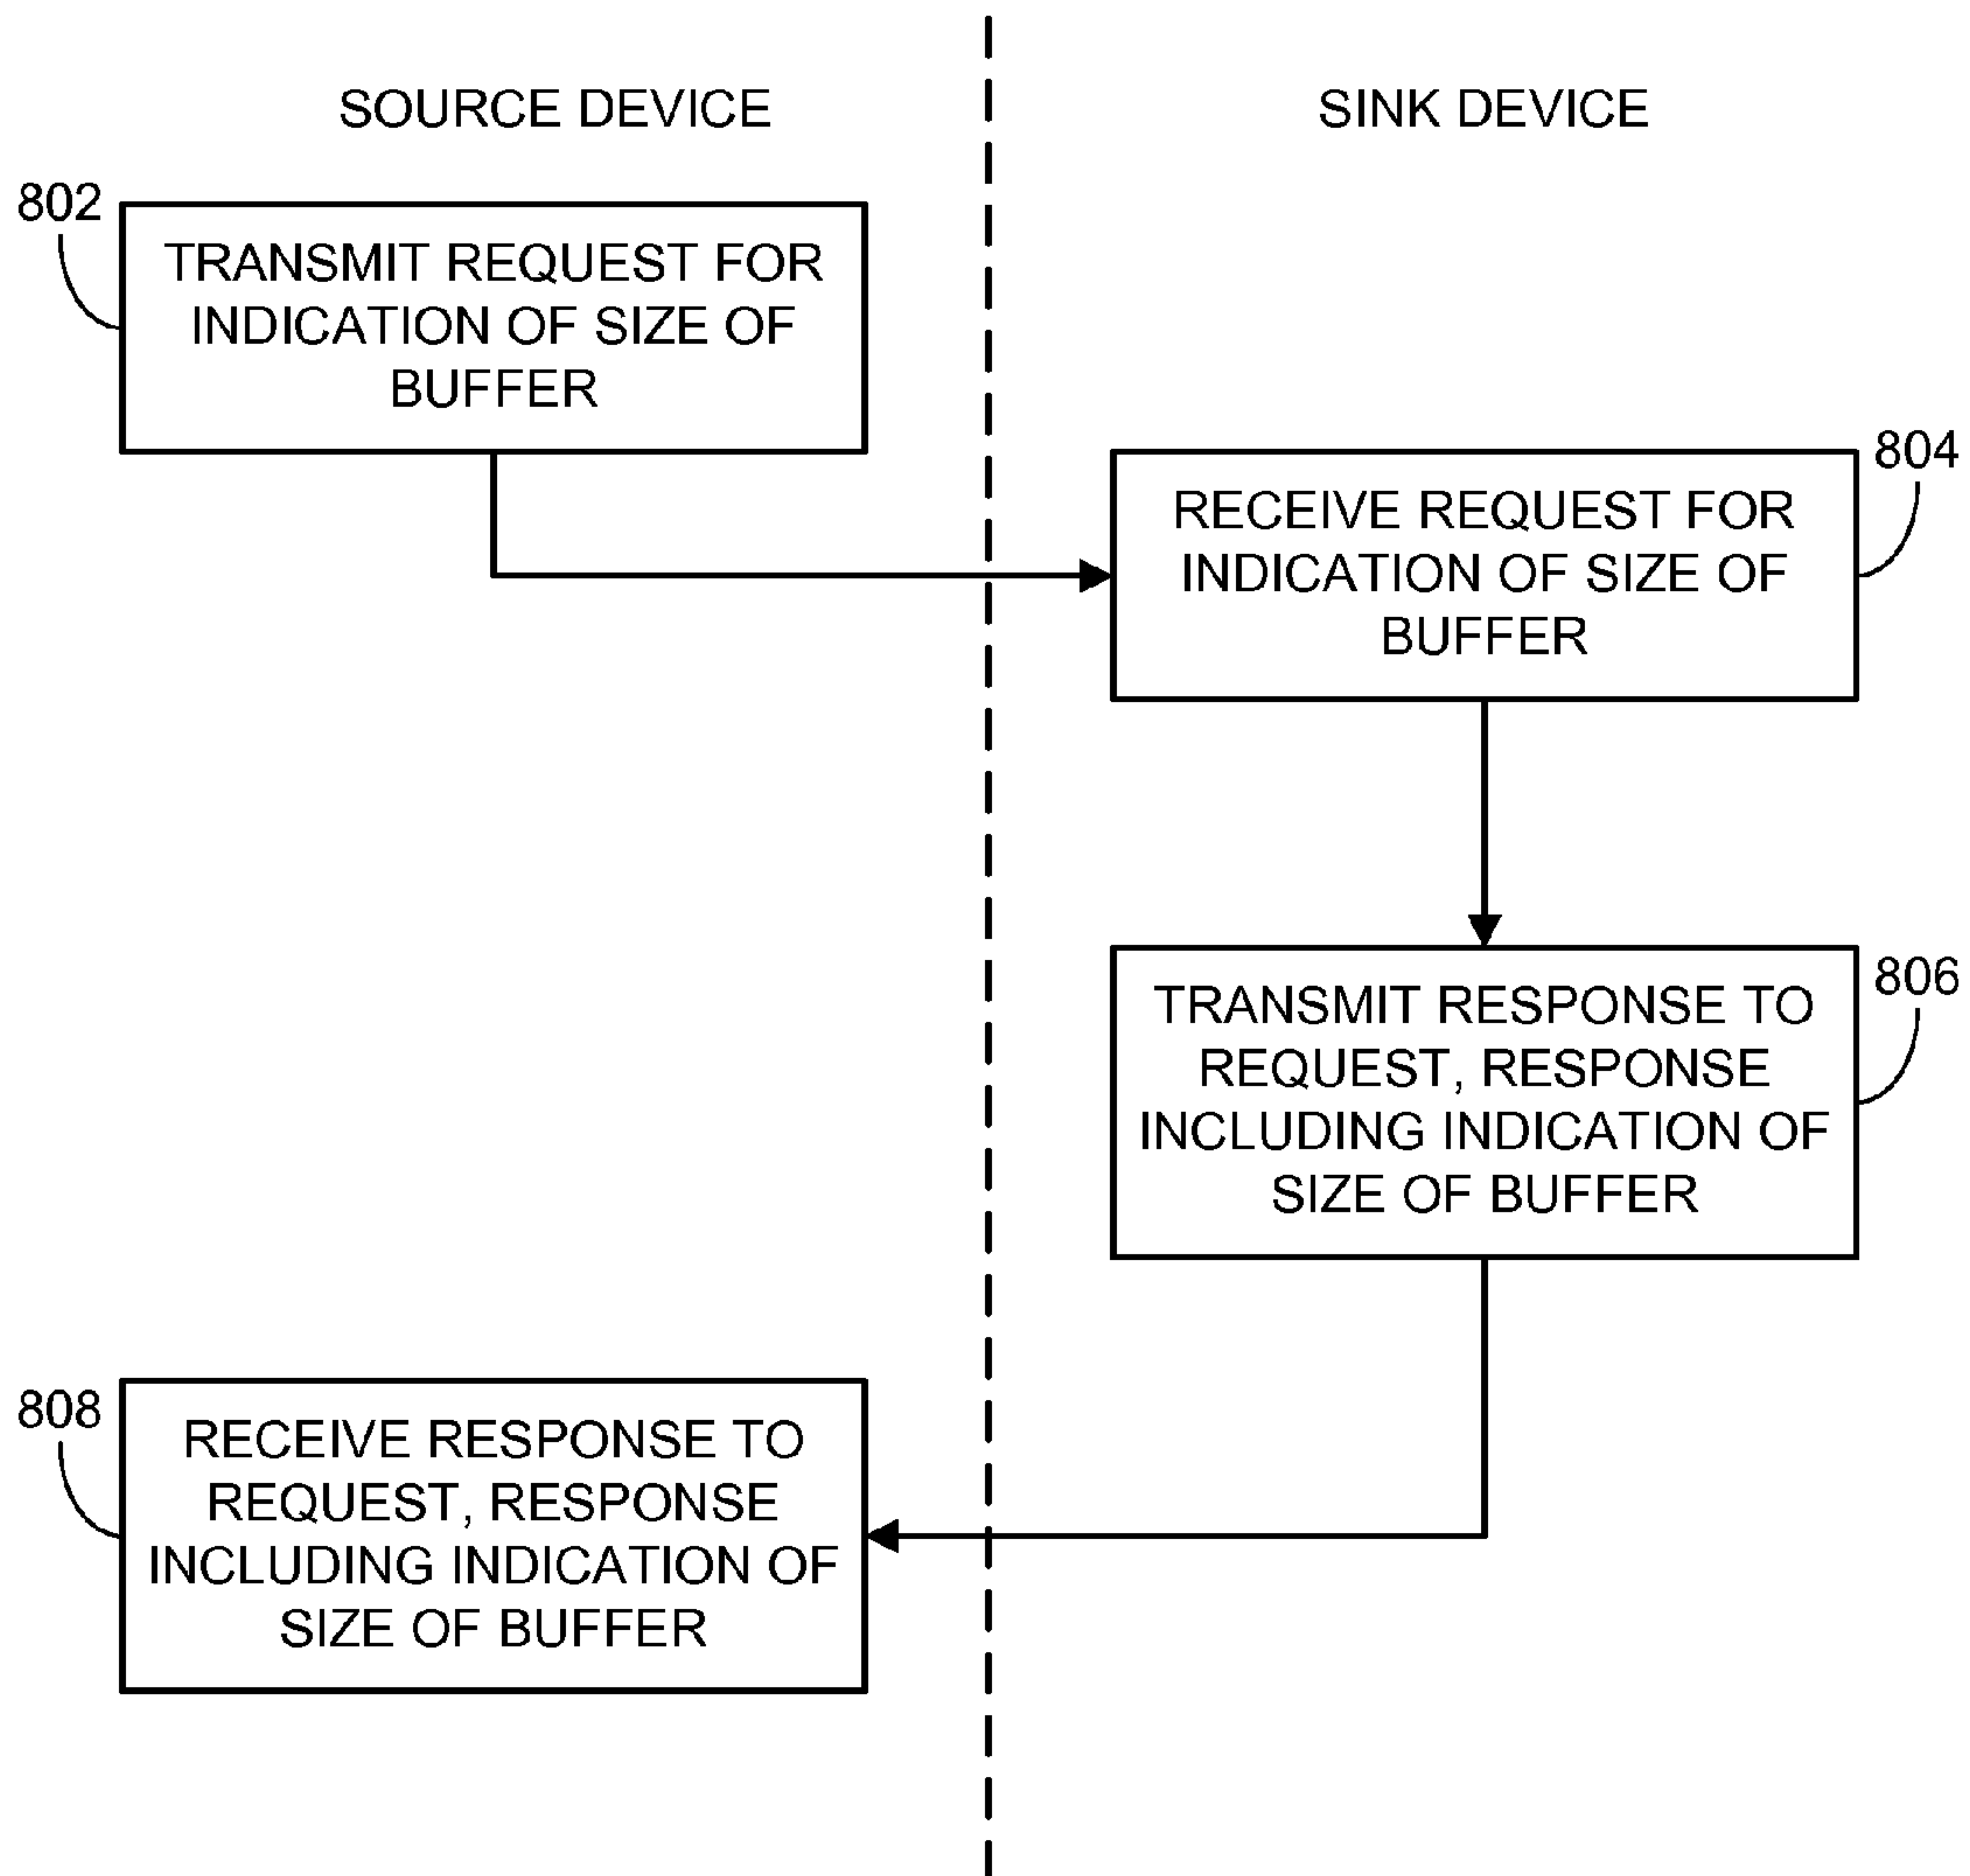 SOURCE DEVICE
SINK DEVICE
802
TRANSMIT REQUEST FOR
INDICATION OF SIZE OF
BUFFER
804
RECEIVE REQUEST FOR
INDICATION OF SIZE OF
BUFFER
806
TRANSMIT RESPONSE TO
REQUEST, RESPONSE
INCLUDING INDICATION OF
SIZE OF BUFFER
808
RECEIVE RESPONSE TO
REQUEST, RESPONSE
INCLUDING INDICATION OF
SIZE OF BUFFER